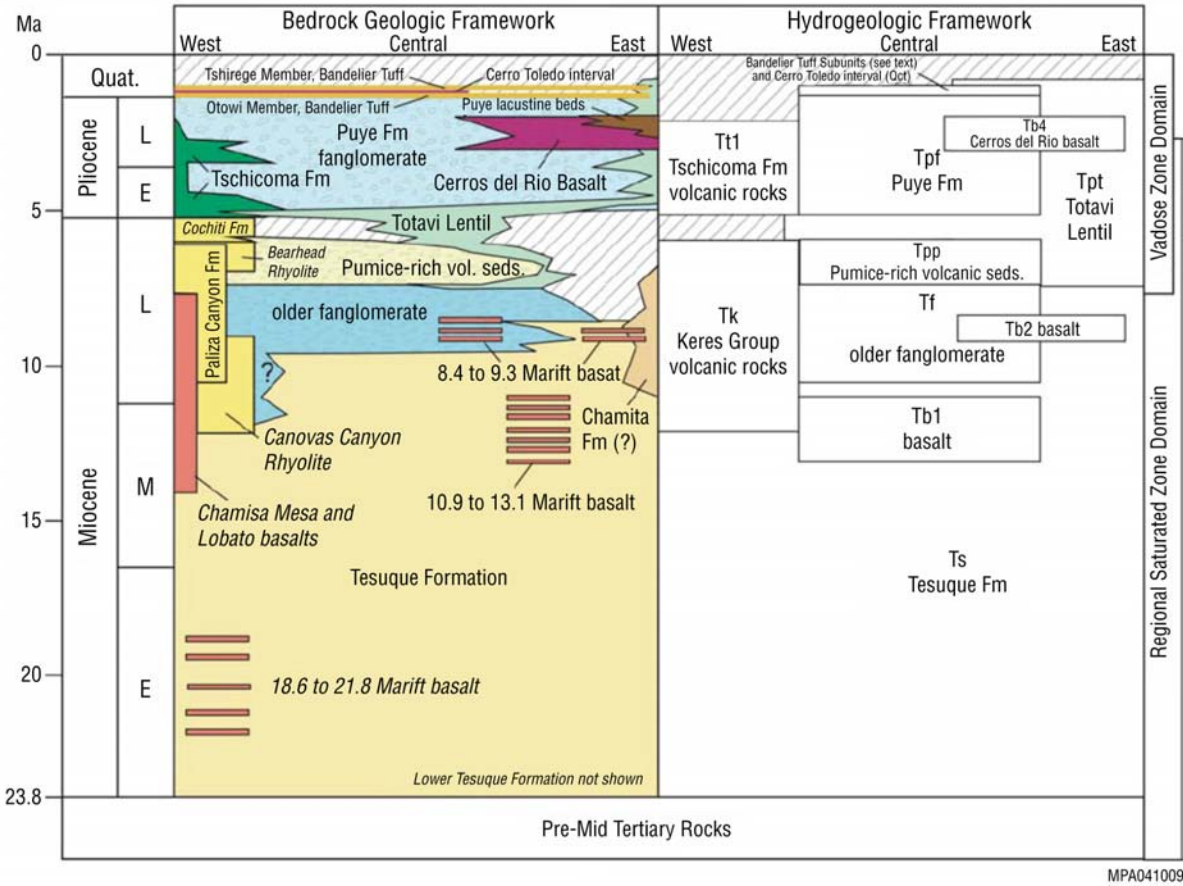 Ma
Bedrock Geologic Framework
Hydrogeologic Framework
West
Central
East
West
Central
East
0
Quat.
Tshirege Member, Bandelier Tuff
Cerro Toledo interval
Otowi Member, Bandelier Tuff
Puye lacustine beds
Bandelier Tuff Subunits (see text)
and Cerro Toledo interval (Qct)
Pliocene
L
E
Puye Fm
fanglomerate
Tschicoma Fm
Cerros del Rio Basalt
Tt1
Tschicoma Fm
volcanic rocks
Tpf
Puye Fm
Tb4
Cerros del Rio basalt
Tpt
Totavi
Lentil
Vadose Zone Domain
5
Cochiti Fm
Totavi Lentil
Bearhead
Rhyolite
Pumice-rich vol. seds.
Tpp
Pumice-rich volcanic seds.
Miocene
L
Paliza Canyon Fm
older fanglomerate
Tk
Keres Group
volcanic rocks
Tf
older fanglomerate
Tb2 basalt
10
?
8.4 to 9.3 Marift basat
Chamita
Fm (?)
Tb1
basalt
Canovas Canyon
Rhyolite
M
10.9 to 13.1 Marift basalt
Chamisa Mesa and
Lobato basalts
15
Tesuque Formation
Ts
Tesuque Fm
Regional Saturated Zone Domain
20
E
18.6 to 21.8 Marift basalt
Lower Tesuque Formation not shown
23.8
Pre-Mid Tertiary Rocks
MPA041009